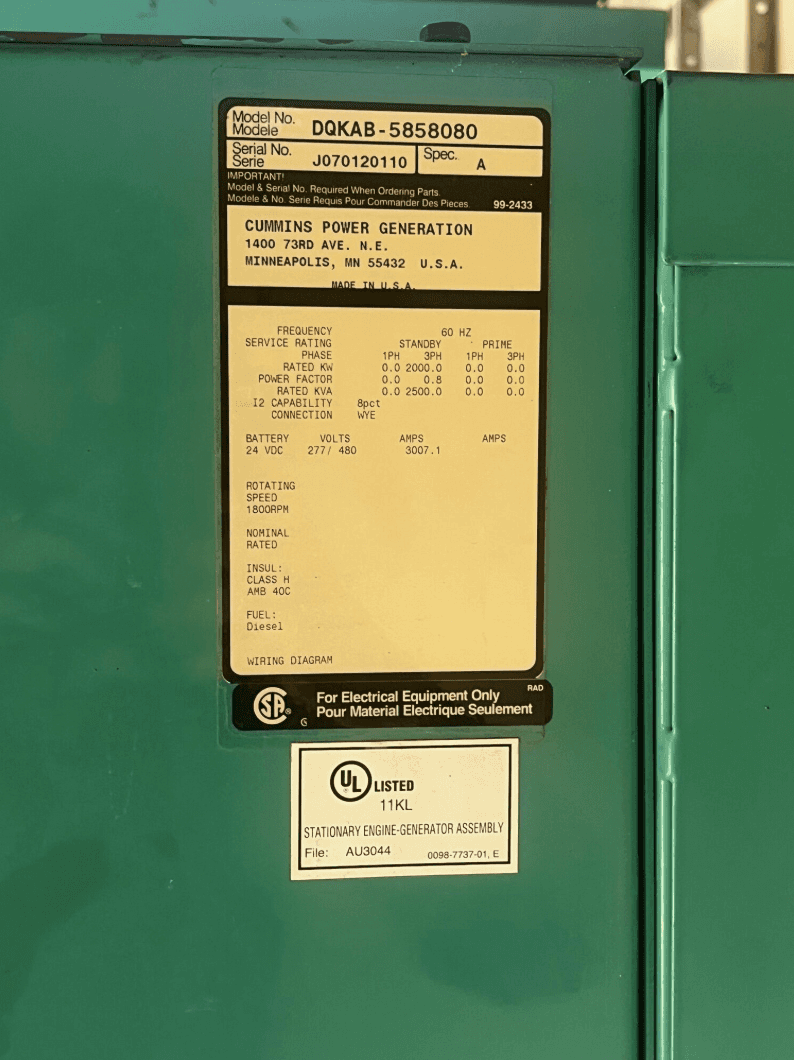 Model No.
Modele
DQKAB-5858080
Serial No.
Serie
J070120110
Spec.
A
IMPORTANT!
Model & Serial No. Required When Ordering Parts.
Modele & No. Serie Requis Pour Commander Des Pieces.
99-2433
CUMMINS POWER GENERATION
1400 73RD AVE. N.E.
MINNEAPOLIS, MN 55432 U.S.A.
MADE IN U.S.A.
FREQUENCY 60 HZ
SERVICE RATING STANDBY PRIME
PHASE 1PH 3PH 1PH 3PH
RATED KW 0.0 2000.0 0.0 0.0
POWER FACTOR 0.0 0.8 0.0 0.0
RATED KVA 0.0 2500.0 0.0 0.0
I2 CAPABILITY 8pct
CONNECTION WYE
BATTERY VOLTS AMPS AMPS
24 VDC 277/ 480 3007.1
ROTATING
SPEED
1800RPM
NOMINAL
RATED
INSUL:
CLASS H
AMB 40C
FUEL:
Diesel
WIRING DIAGRAM
RAD
SA ®
G
For Electrical Equipment Only
Pour Material Electrique Seulement
UL ® LISTED
11KL
STATIONARY ENGINE-GENERATOR ASSEMBLY
File: AU3044 0098-7737-01, E